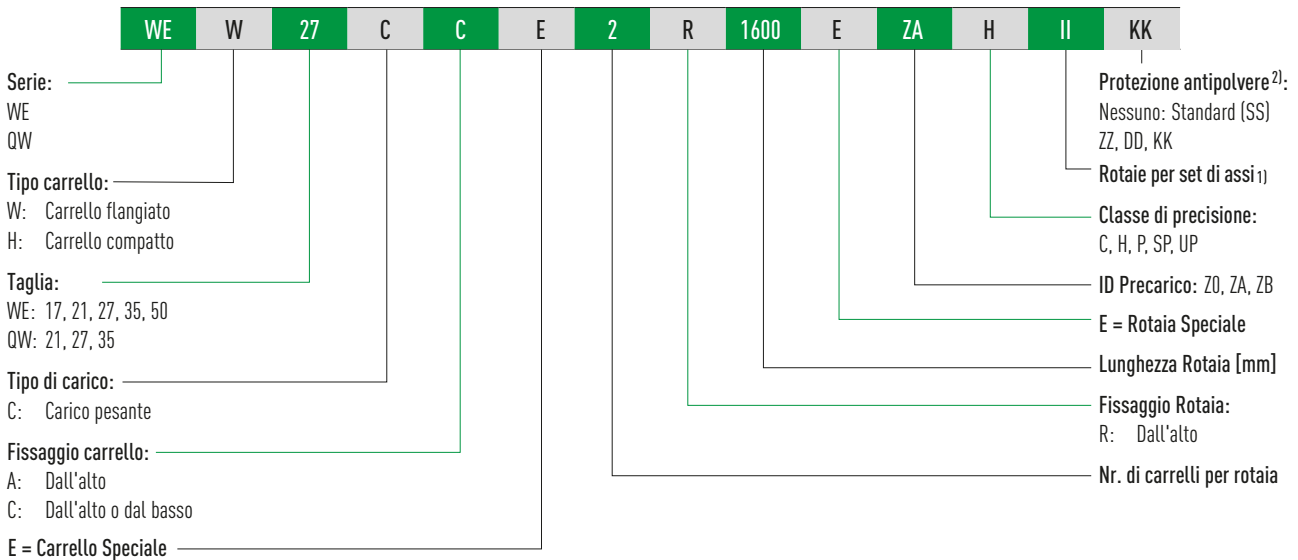 WE W 27 C C E 2 R 1600 E ZA H II KK
Serie:
WE
QW
Tipo carrello:
W: Carrello flangiato
H: Carrello compatto
Taglia:
WE: 17, 21, 27, 35, 50
QW: 21, 27, 35
Tipo di carico:
C: Carico pesante
Fissaggio carrello:
A: Dall'alto
C: Dall'alto o dal basso
E = Carrello Speciale
Protezione antipolvere 2):
Nessuno: Standard (SS)
ZZ, DD, KK
Rotaie per set di assi 1)
Classe di precisione:
C, H, P, SP, UP
ID Precarico: Z0, ZA, ZB
E = Rotaia Speciale
Lunghezza Rotaia [mm]
Fissaggio Rotaia:
R: Dall'alto
Nr. di carrelli per rotaia